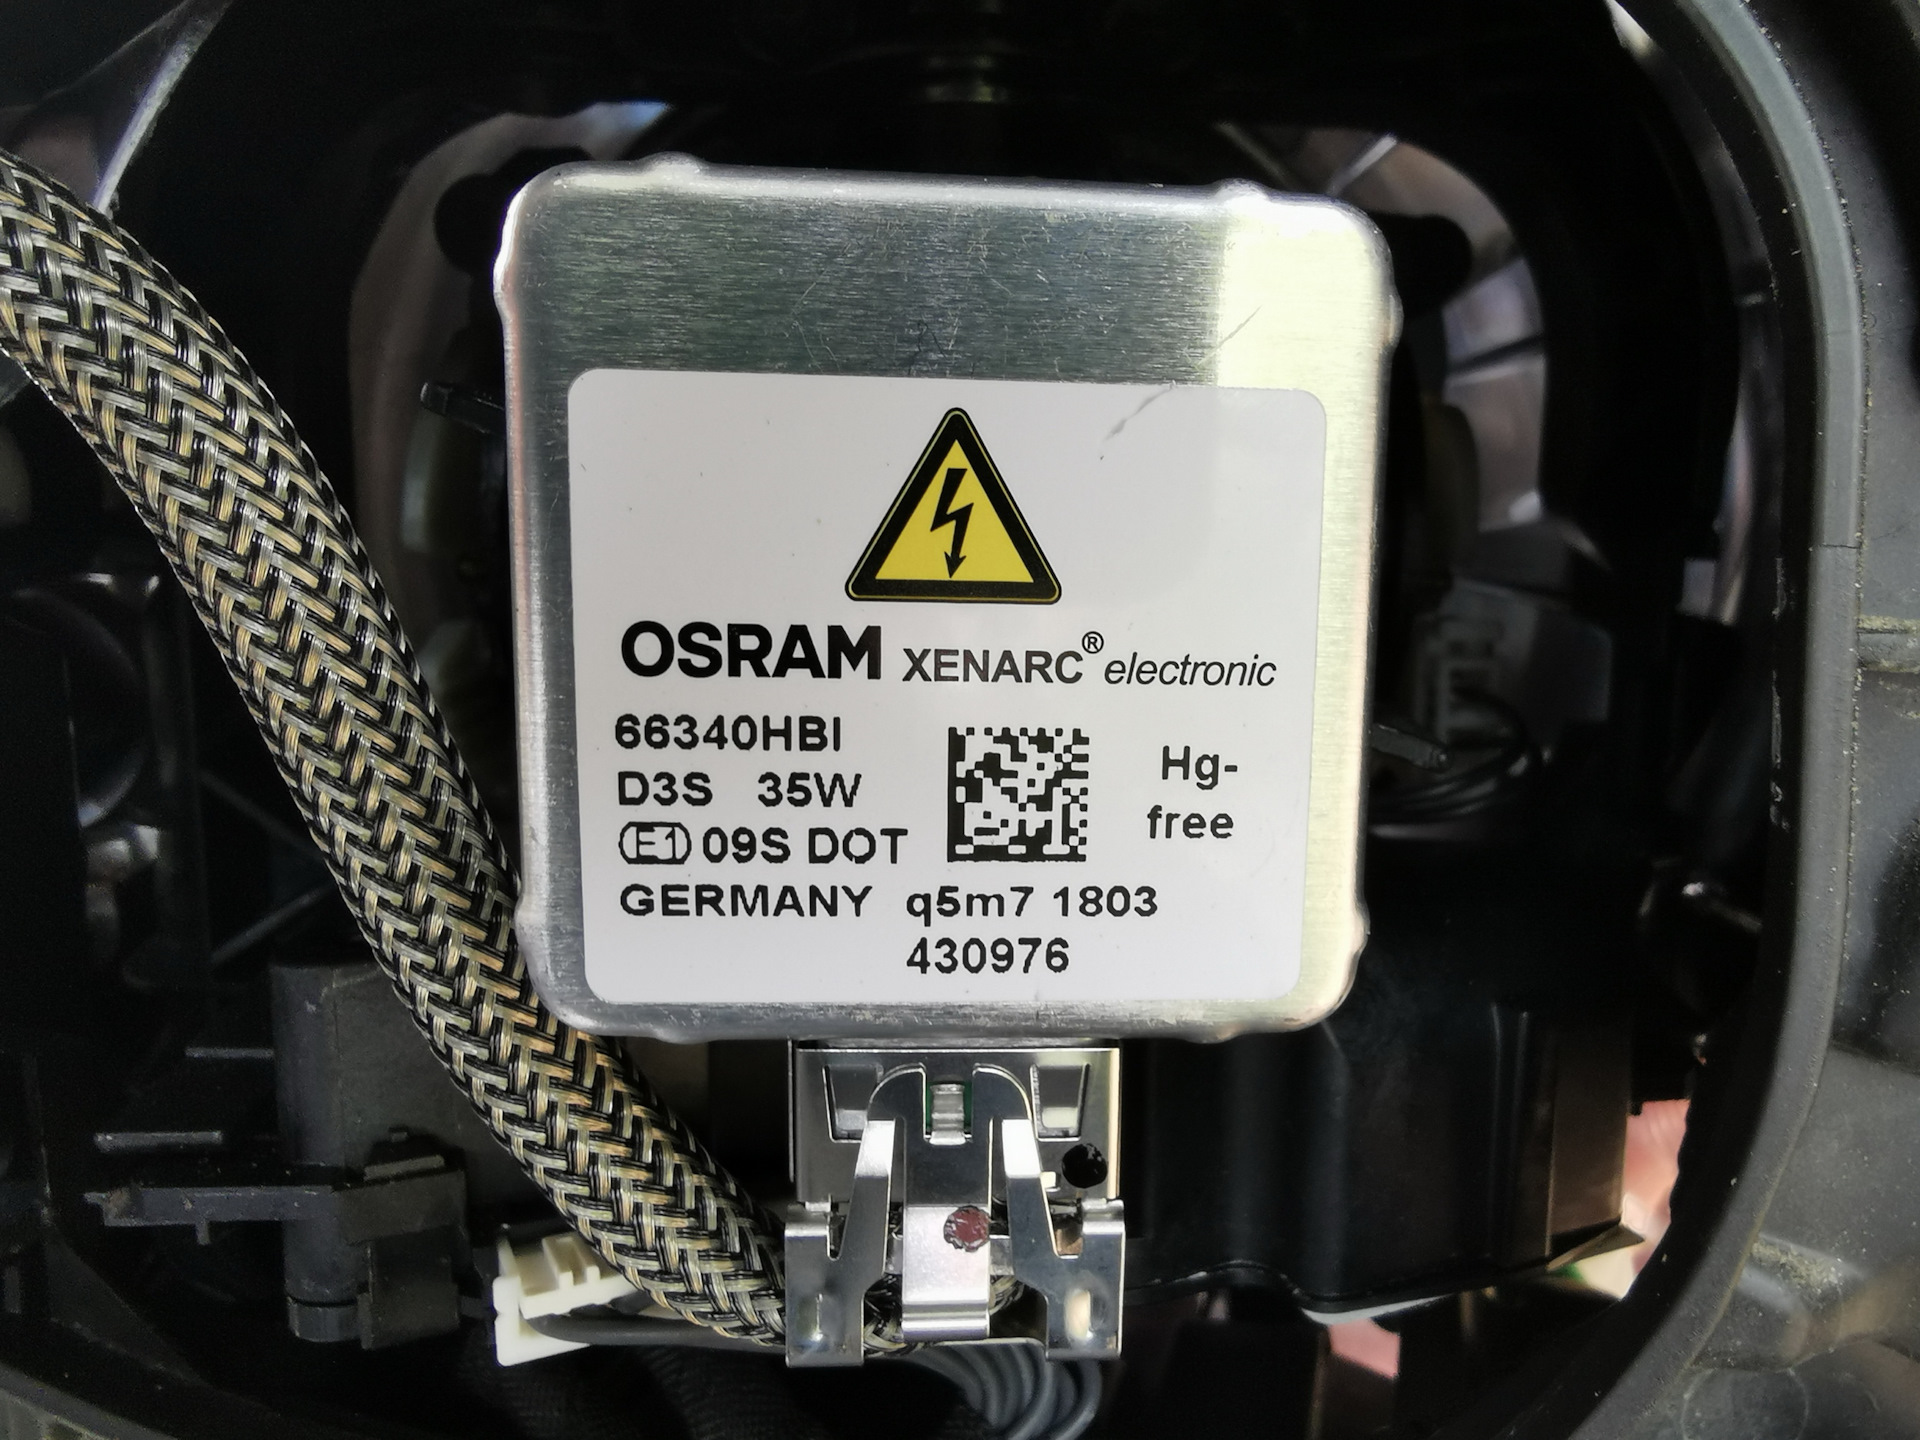 OSRAM XENARC® electronic
66340HBI
D3S 35W
Hg-
free
E1 09S DOT
GERMANY q5m7 1803
430976